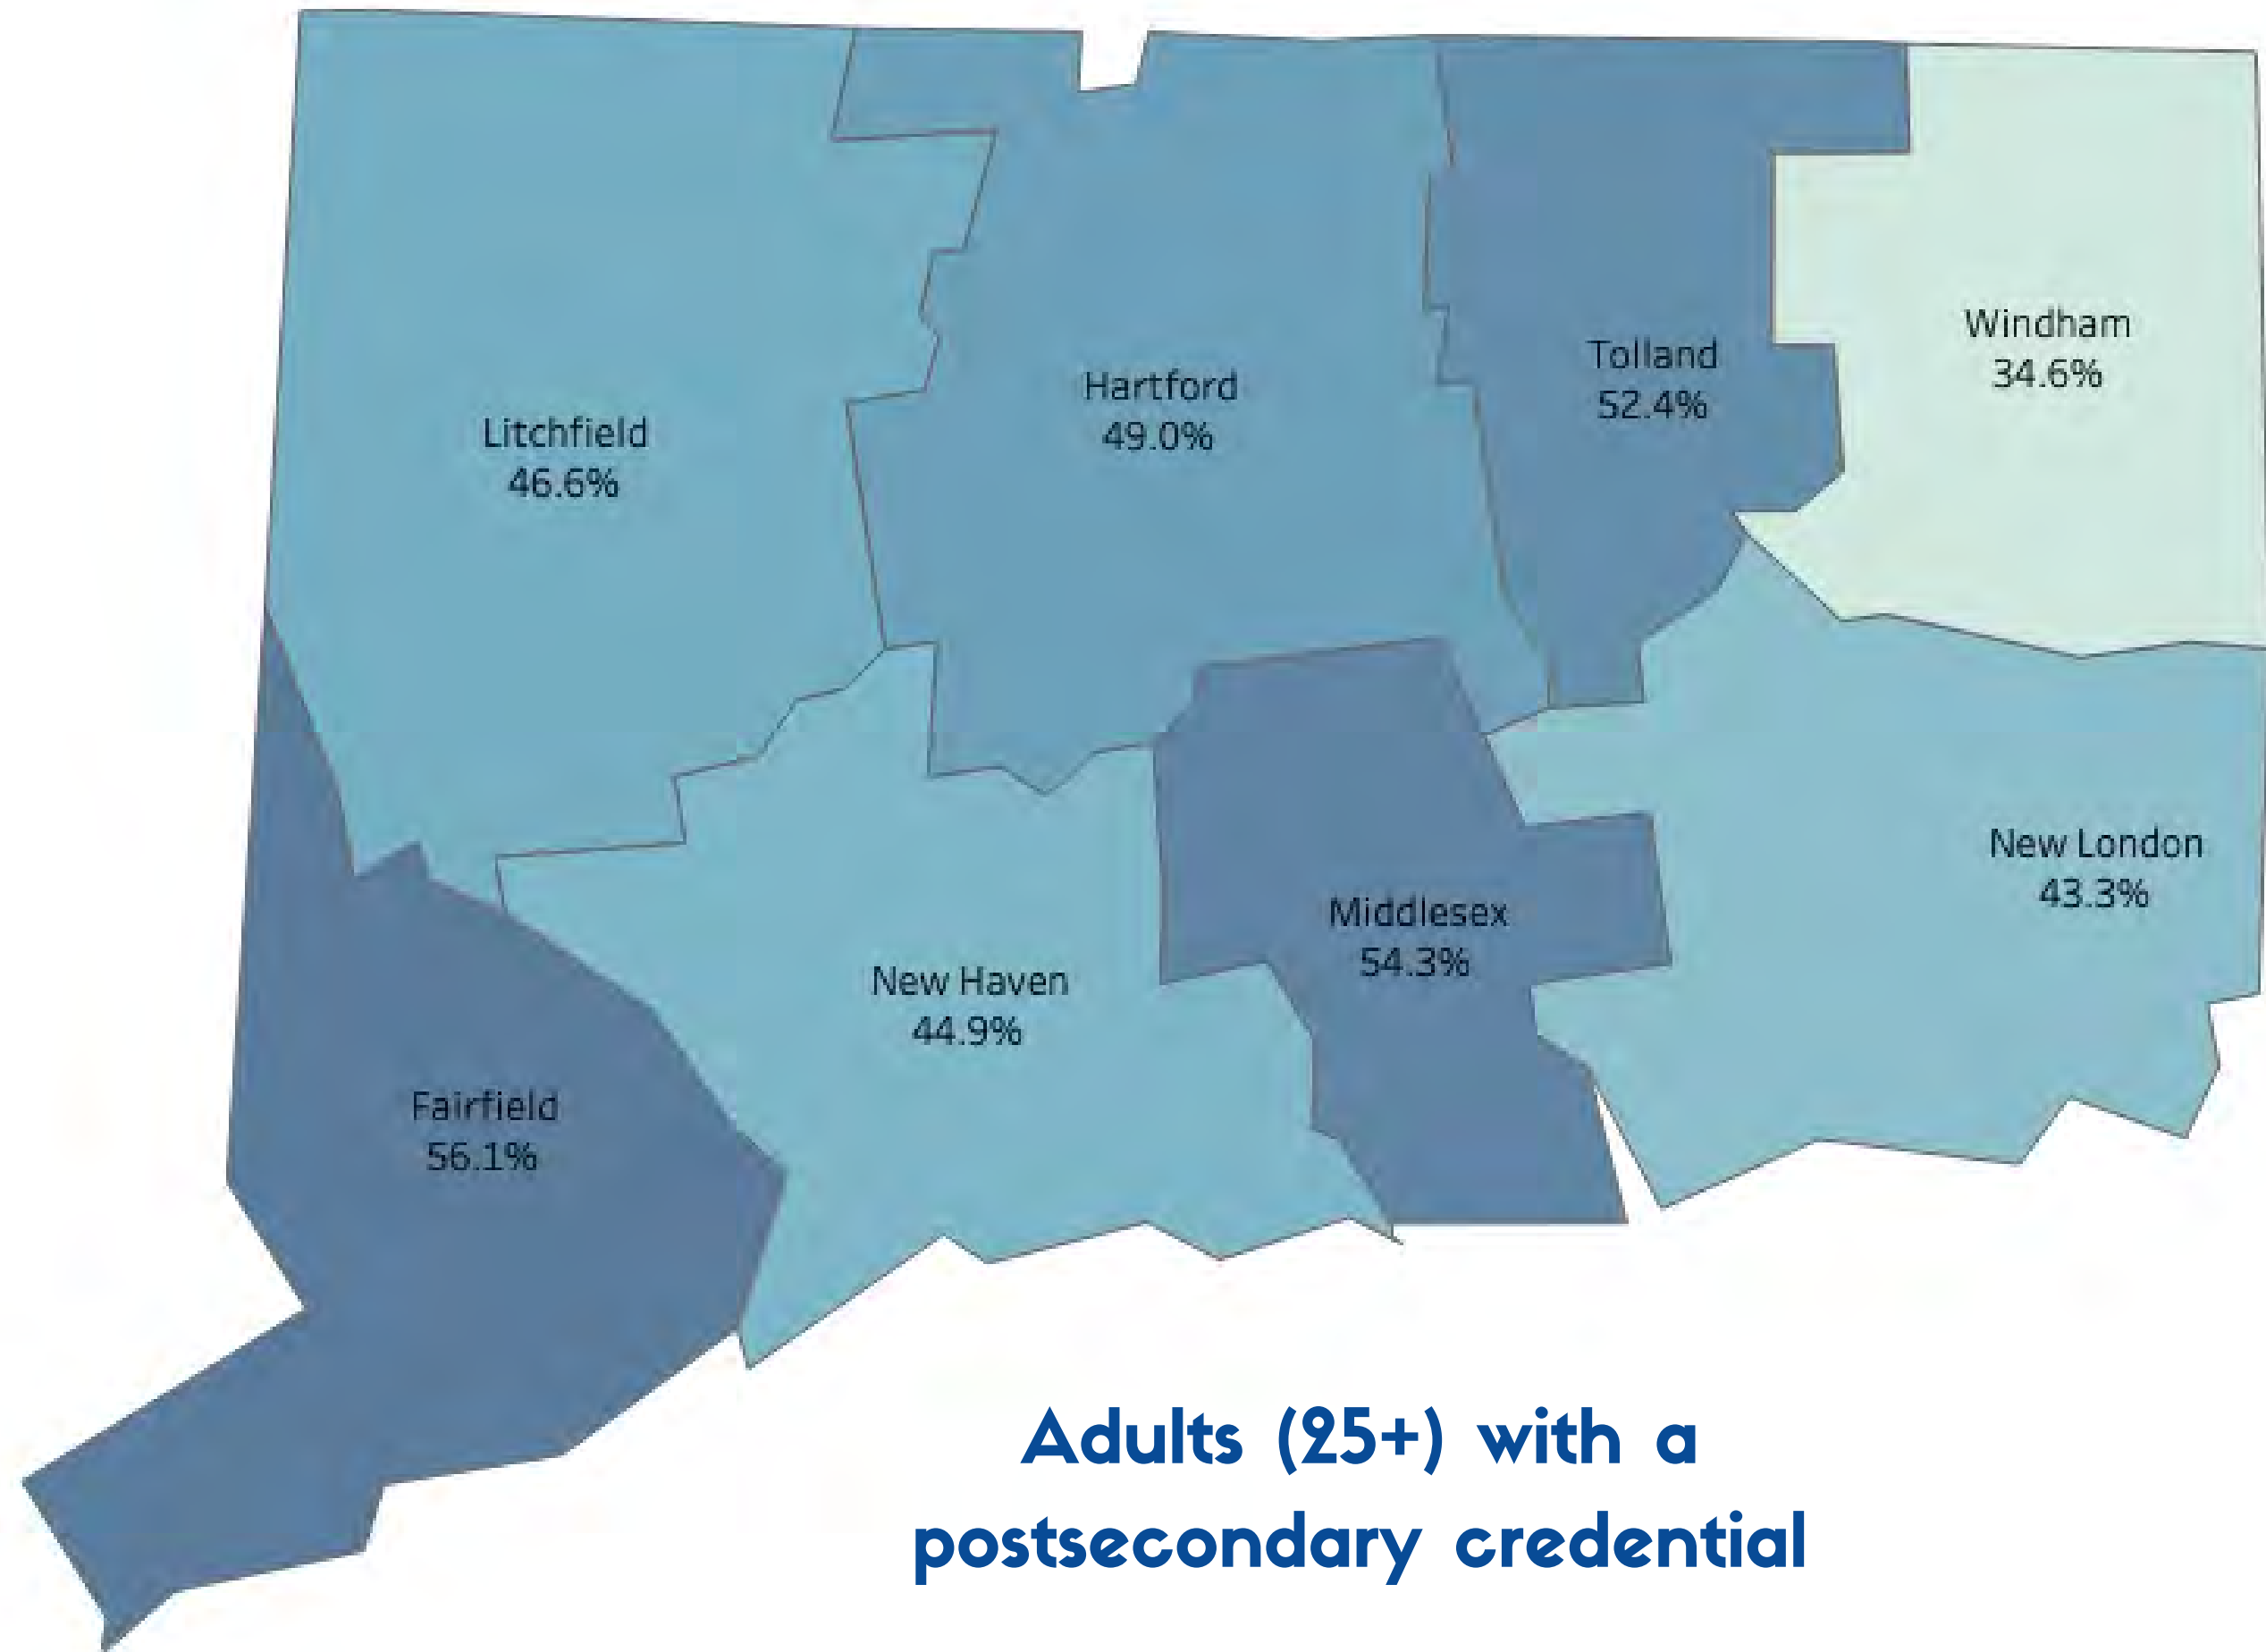 Windham
34.6%
Tolland
52.4%
Hartford
49.0%
Litchfield
46.6%
New London
43.3%
Middlesex
54.3%
New Haven
44.9%
Fairfield
56.1%
Adults (25+) with a
postsecondary credential